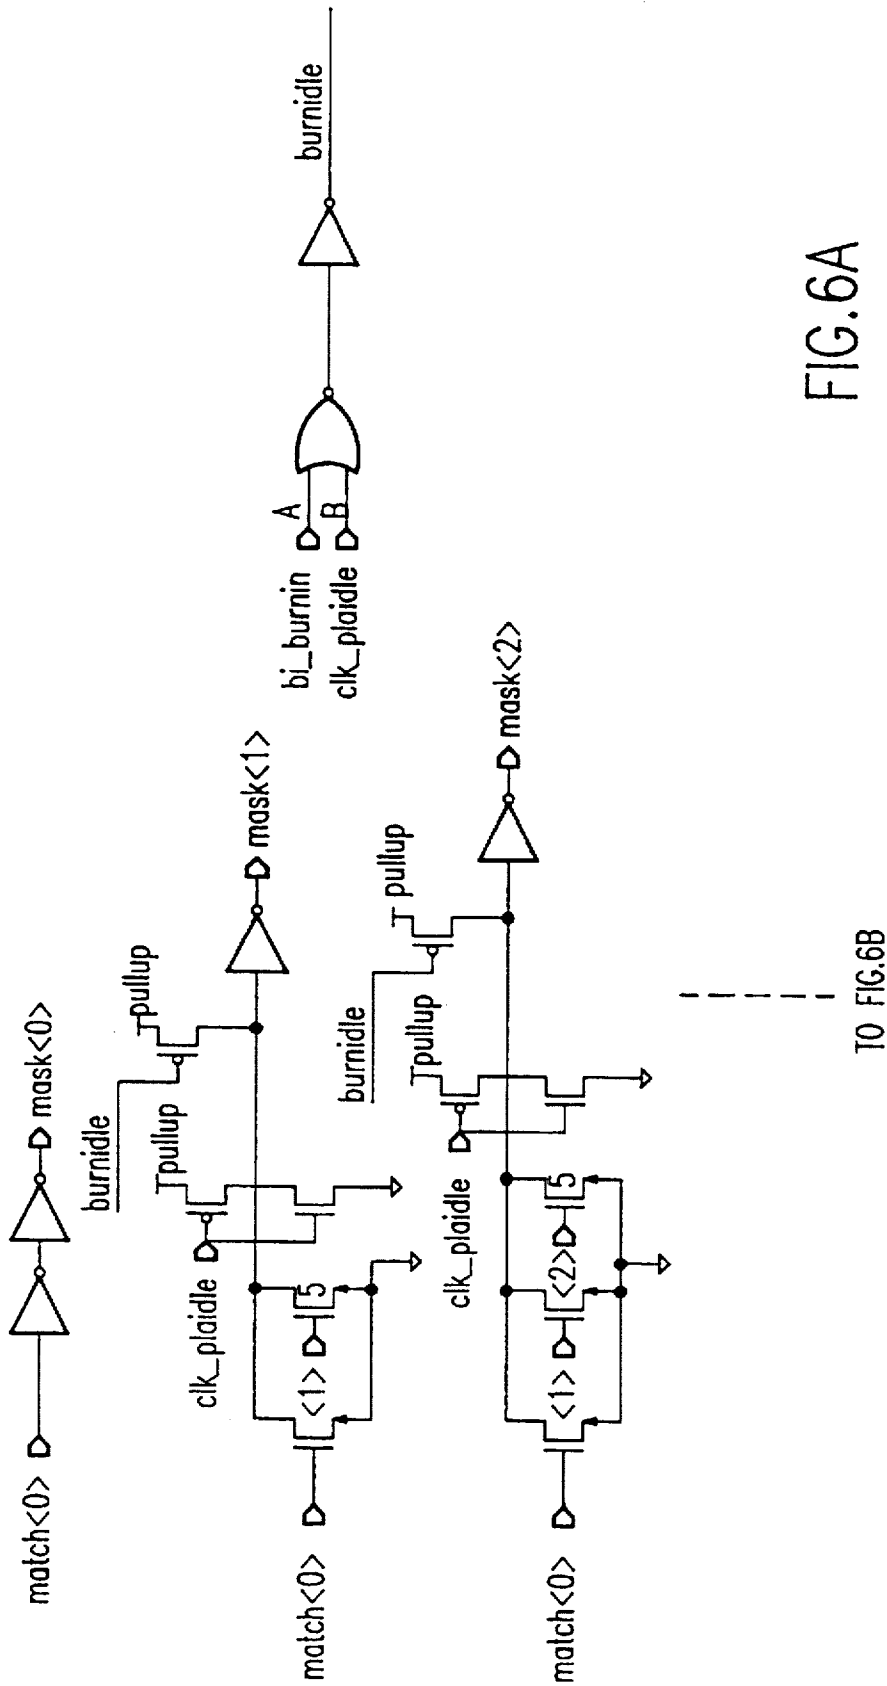 match<0>
mask<0>
burnidle
pullup
pullup
clk_plaidle
mask<1>
match<0>
<1>
5
burnidle
pullup
pullup
clk_plaidle
mask<2>
match<0>
<1>
<2>
5
bi_burnin
A
clk_plaidle
B
burnidle
TO FIG.6B
FIG.6A